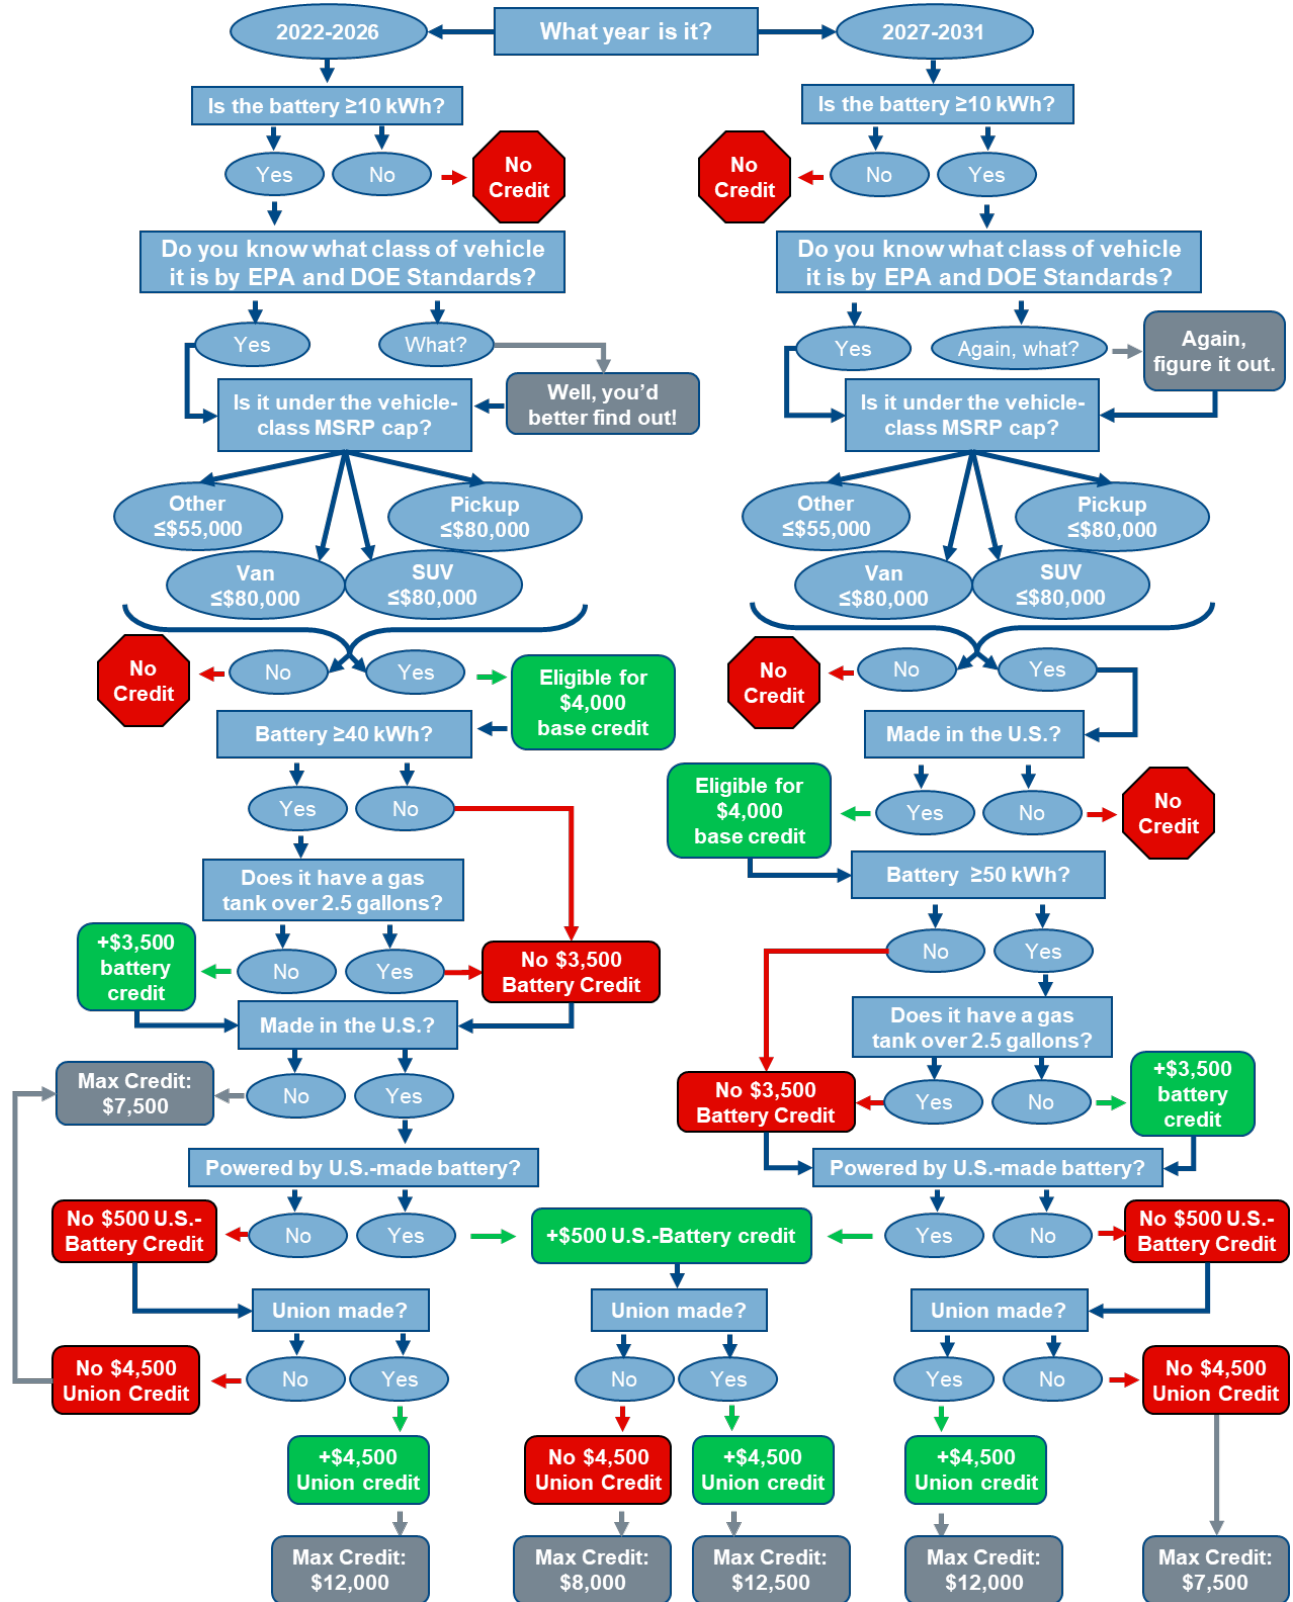 What year is it?
2022-2026
2027-2031
Is the battery ≥10 kWh?
Is the battery ≥10 kWh?
Yes
No
No
Credit
No
Credit
No
Yes
Do you know what class of vehicle
it is by EPA and DOE Standards?
Do you know what class of vehicle
it is by EPA and DOE Standards?
Yes
What?
Yes
Again, what?
Again,
figure it out.
Well, you’d
better find out!
Is it under the vehicle-
class MSRP cap?
Is it under the vehicle-
class MSRP cap?
Other
≤$55,000
Pickup
≤$80,000
Van
≤$80,000
SUV
≤$80,000
Other
≤$55,000
Pickup
≤$80,000
Van
≤$80,000
SUV
≤$80,000
No
Credit
No
Yes
Eligible for
$4,000
base credit
No
Credit
No
Yes
Battery ≥40 kWh?
Made in the U.S.?
Yes
No
Eligible for
$4,000
base credit
Yes
No
No
Credit
Does it have a gas
tank over 2.5 gallons?
Battery ≥50 kWh?
+$3,500
battery
credit
No
Yes
No $3,500
Battery Credit
No
Yes
Made in the U.S.?
Does it have a gas
tank over 2.5 gallons?
Max Credit:
$7,500
No
Yes
No $3,500
Battery Credit
Yes
No
+$3,500
battery
credit
Powered by U.S.-made battery?
Powered by U.S.-made battery?
No $500 U.S.-
Battery Credit
No
Yes
+$500 U.S.-Battery credit
Yes
No
No $500 U.S.-
Battery Credit
Union made?
Union made?
Union made?
No $4,500
Union Credit
No
Yes
No
Yes
Yes
No
No $4,500
Union Credit
+$4,500
Union credit
No $4,500
Union Credit
+$4,500
Union credit
+$4,500
Union credit
Max Credit:
$12,000
Max Credit:
$8,000
Max Credit:
$12,500
Max Credit:
$12,000
Max Credit:
$7,500